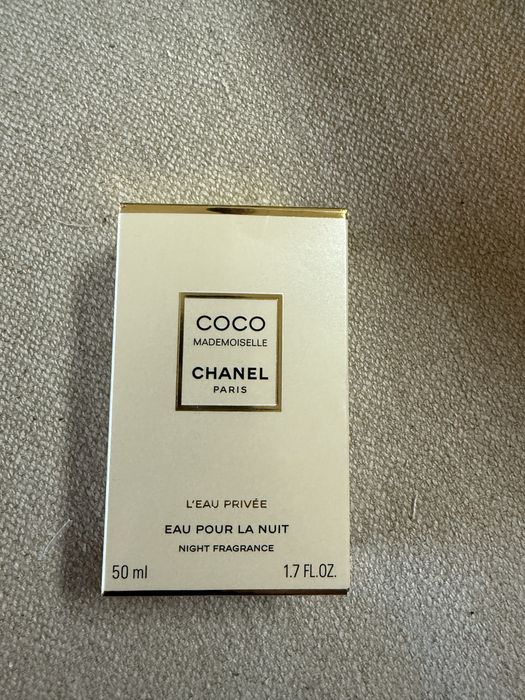 COCO
MADEMOISELLE
CHANEL
PARIS
L'EAU PRIVÉE
EAU POUR LA NUIT
NIGHT FRAGRANCE
50 ml 1.7 FL.OZ.